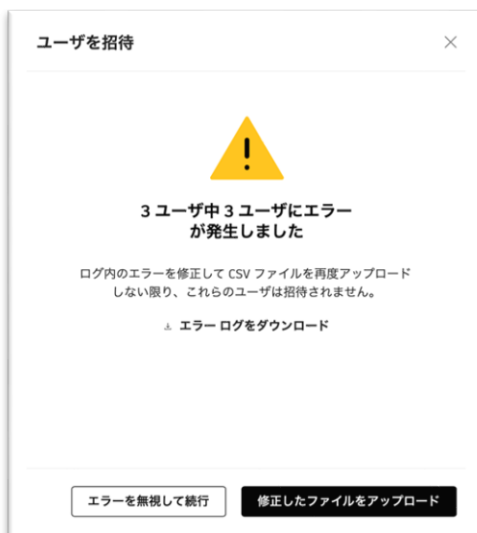 ユーザを招待
3 ユーザ中 3 ユーザにエラー
が発生しました
ログ内のエラーを修正して CSV ファイルを再度アップロード
しない限り、これらのユーザは招待されません。
エラー ログをダウンロード
エラーを無視して続行
修正したファイルをアップロード